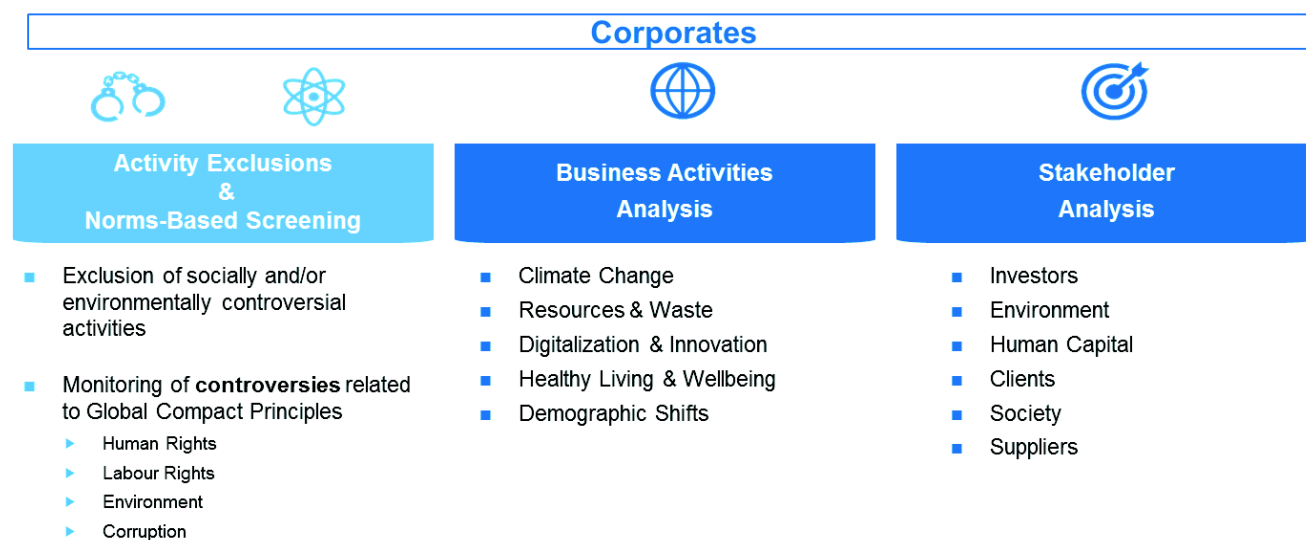 Corporates
Activity Exclusions
&
Norms-Based Screening
Exclusion of socially and/or
environmentally controversial
activities
Monitoring of controversies related
to Global Compact Principles
Human Rights
Labour Rights
Environment
Corruption
Business Activities
Analysis
Climate Change
Resources & Waste
Digitalization & Innovation
Healthy Living & Wellbeing
Demographic Shifts
Stakeholder
Analysis
Investors
Environment
Human Capital
Clients
Society
Suppliers